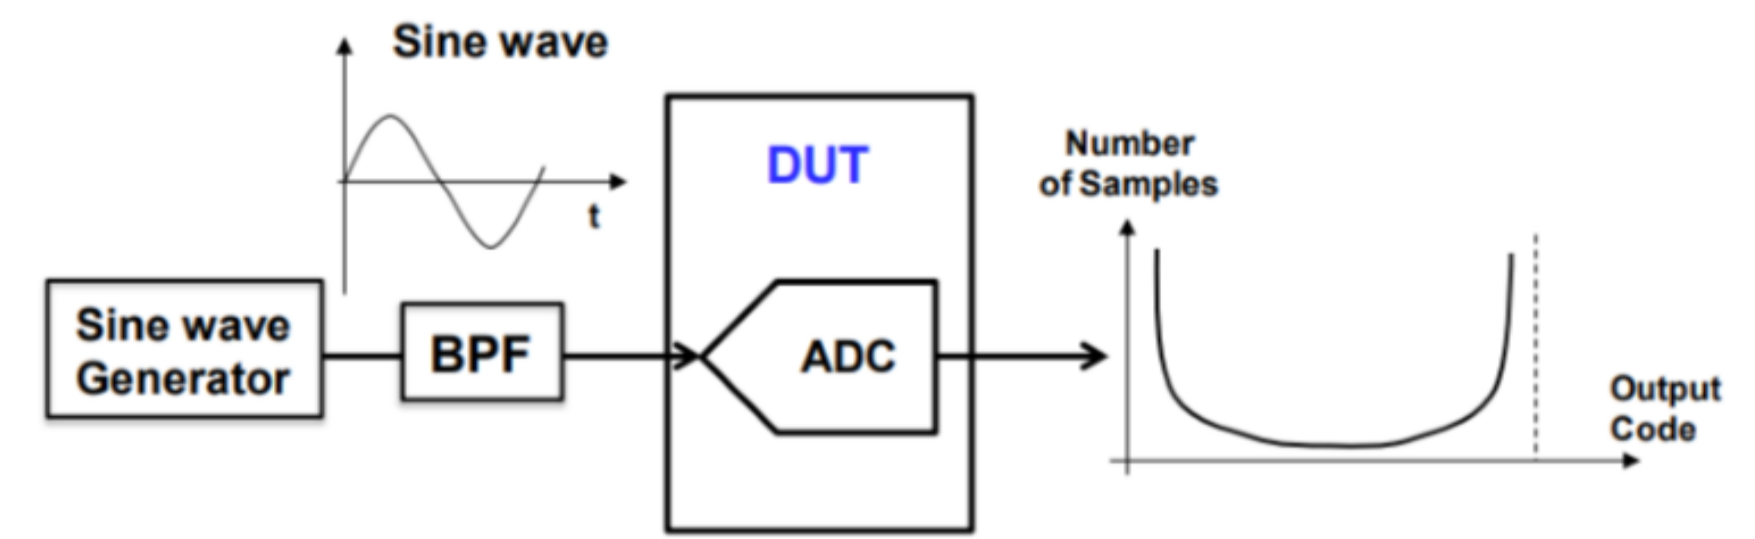 Sine wave
t
Sine wave
Generator
BPF
DUT
ADC
Number
of Samples
Output
Code